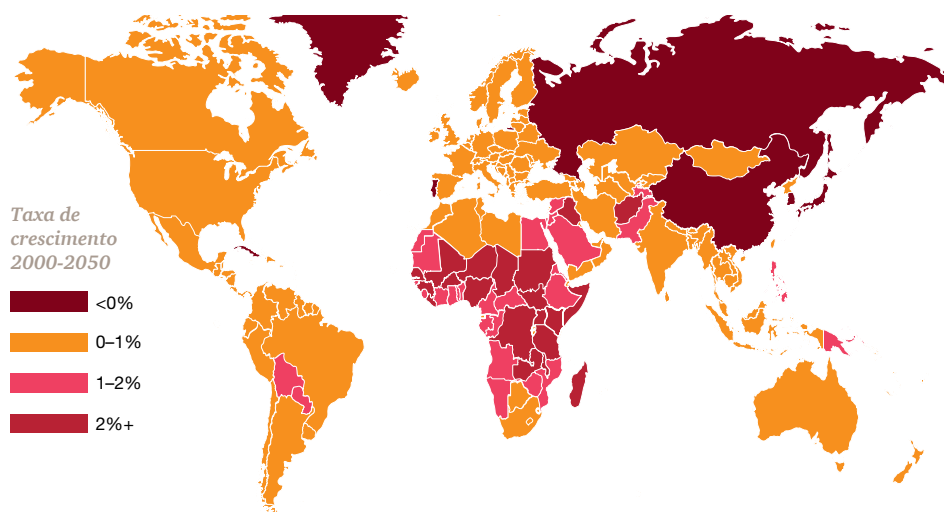 Taxa de
crescimento
2000-2050
<0%
0–1%
1–2%
2%+